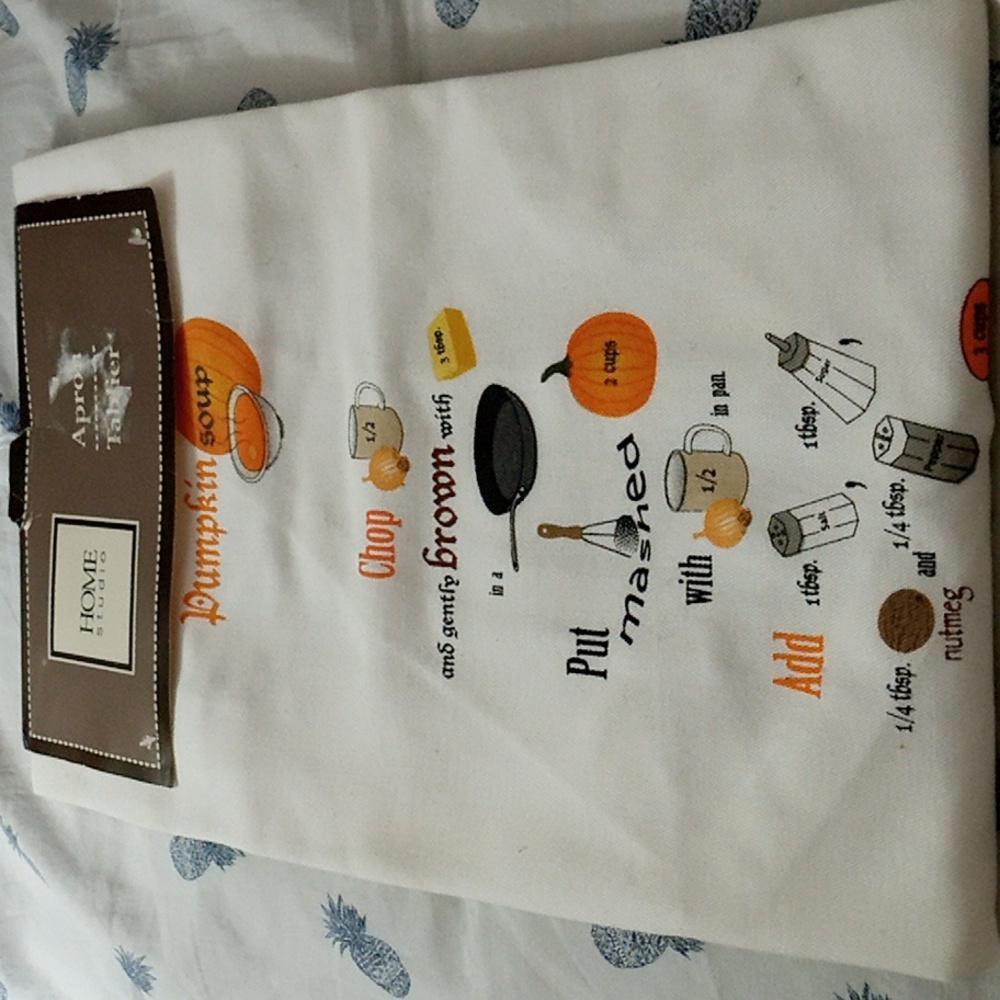 Apron
Tablier
HOME
studio
Pumpkin soup
Chop 1/2
and gently brown with 3 tbsp.
in a
Put mashed 2 cups
with 1/2 in pan.
Add 1 tbsp. Salt, 1 tbsp. Sugar,
1/4 tbsp. nutmeg and 1/4 tbsp. Pepper
3 cups